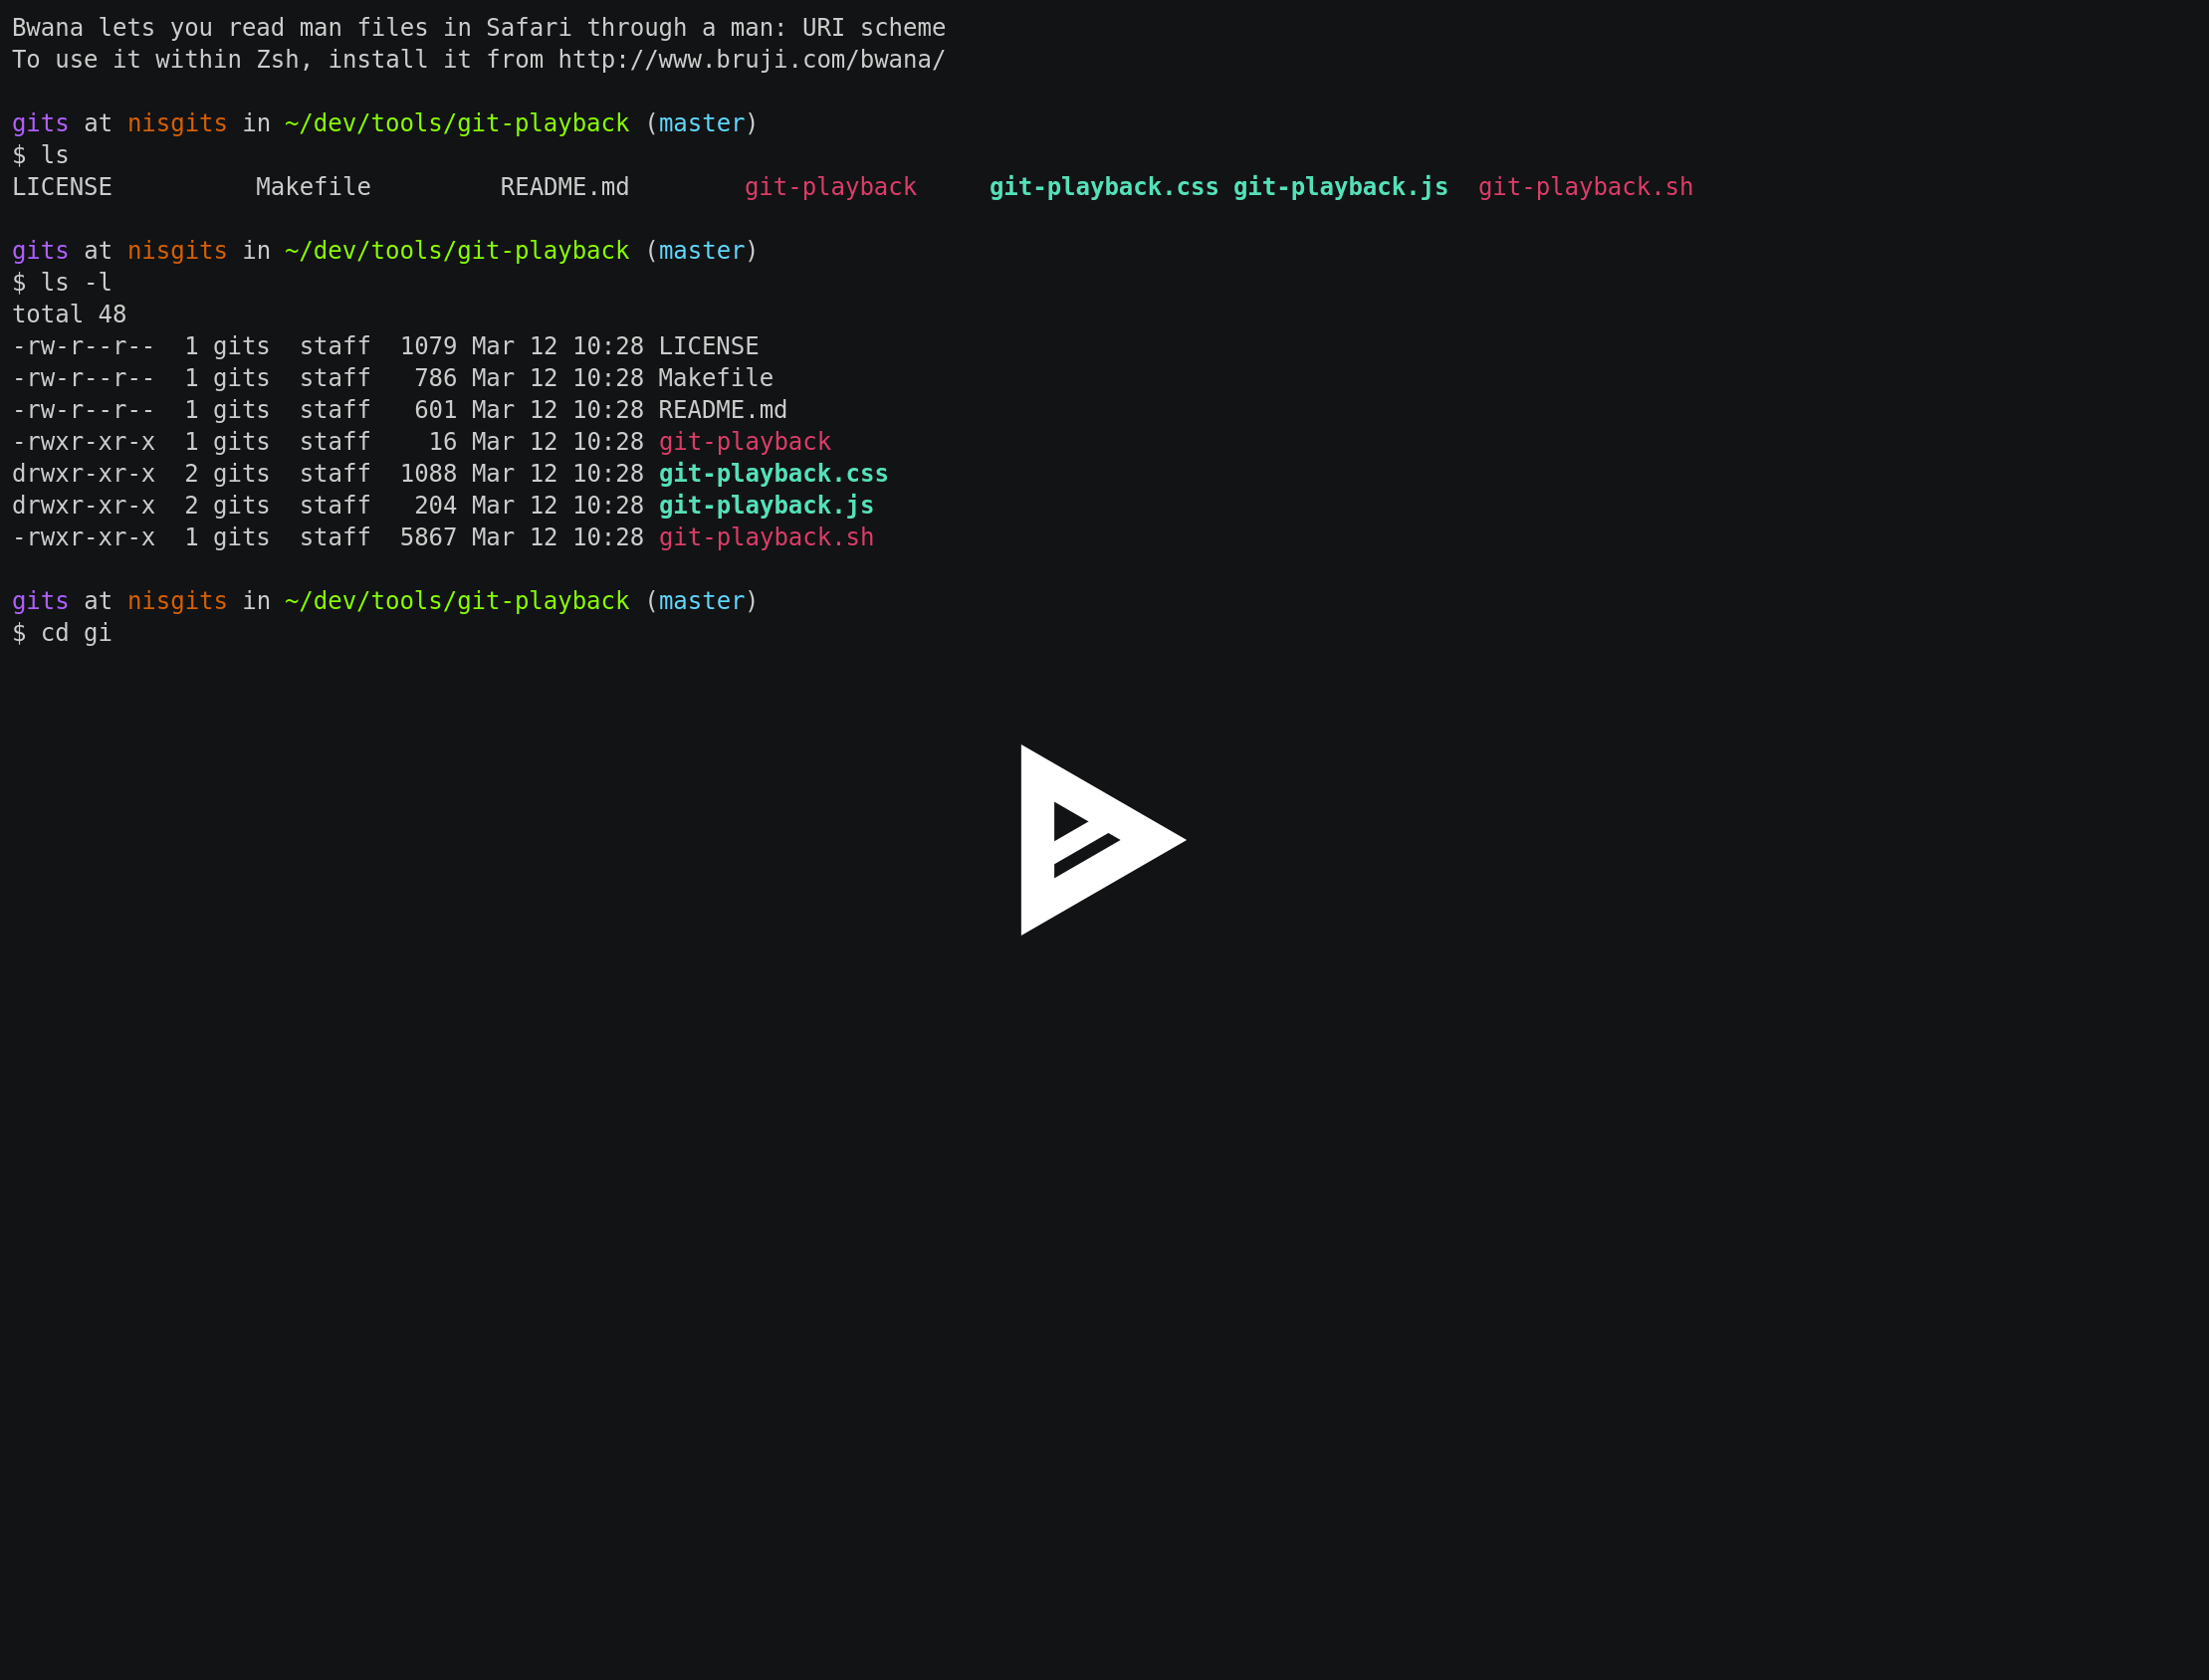 Bwana lets you read man files in Safari through a man: URI scheme
To use it within Zsh, install it from http://www.bruji.com/bwana/
gits at nisgits in ~/dev/tools/git-playback (master)
$ ls
LICENSE          Makefile         README.md        git-playback     git-playback.css git-playback.js  git-playback.sh
gits at nisgits in ~/dev/tools/git-playback (master)
$ ls -l
total 48
-rw-r--r--  1 gits  staff  1079 Mar 12 10:28 LICENSE
-rw-r--r--  1 gits  staff   786 Mar 12 10:28 Makefile
-rw-r--r--  1 gits  staff   601 Mar 12 10:28 README.md
-rwxr-xr-x  1 gits  staff    16 Mar 12 10:28 git-playback
drwxr-xr-x  2 gits  staff  1088 Mar 12 10:28 git-playback.css
drwxr-xr-x  2 gits  staff   204 Mar 12 10:28 git-playback.js
-rwxr-xr-x  1 gits  staff  5867 Mar 12 10:28 git-playback.sh
gits at nisgits in ~/dev/tools/git-playback (master)
$ cd gi